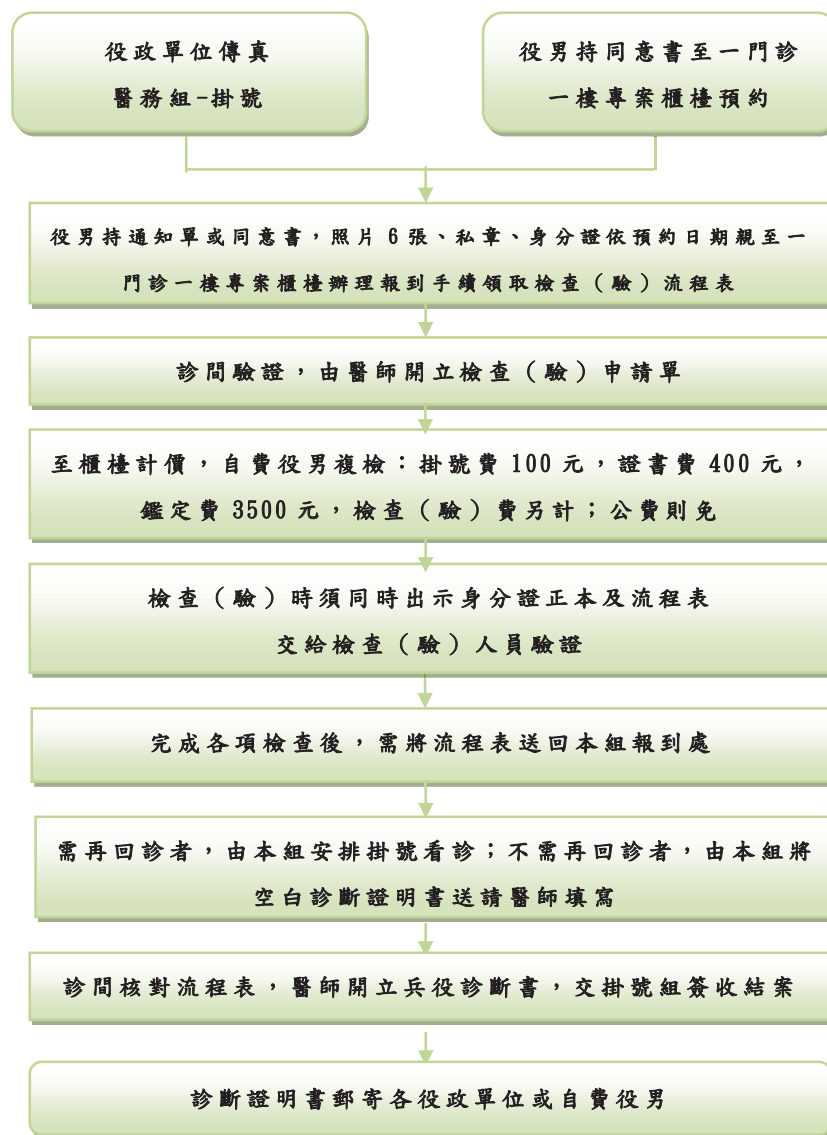 役政單位傳真
醫務組-掛號
役男持同意書至一門診
一樓專案櫃檯預約
役男持通知單或同意書，照片 6 張、私章、身分證依預約日期親至一
門診一樓專案櫃檯辦理報到手續領取檢查（驗）流程表
診間驗證，由醫師開立檢查（驗）申請單
至櫃檯計價，自費役男複檢：掛號費 100 元，證書費 400 元，
鑑定費 3500 元，檢查（驗）費另計；公費則免
檢查（驗）時須同時出示身分證正本及流程表
交給檢查（驗）人員驗證
完成各項檢查後，需將流程表送回本組報到處
需再回診者，由本組安排掛號看診；不需再回診者，由本組將
空白診斷證明書送請醫師填寫
診間核對流程表，醫師開立兵役診斷書，交掛號組簽收結案
診斷證明書郵寄各役政單位或自費役男